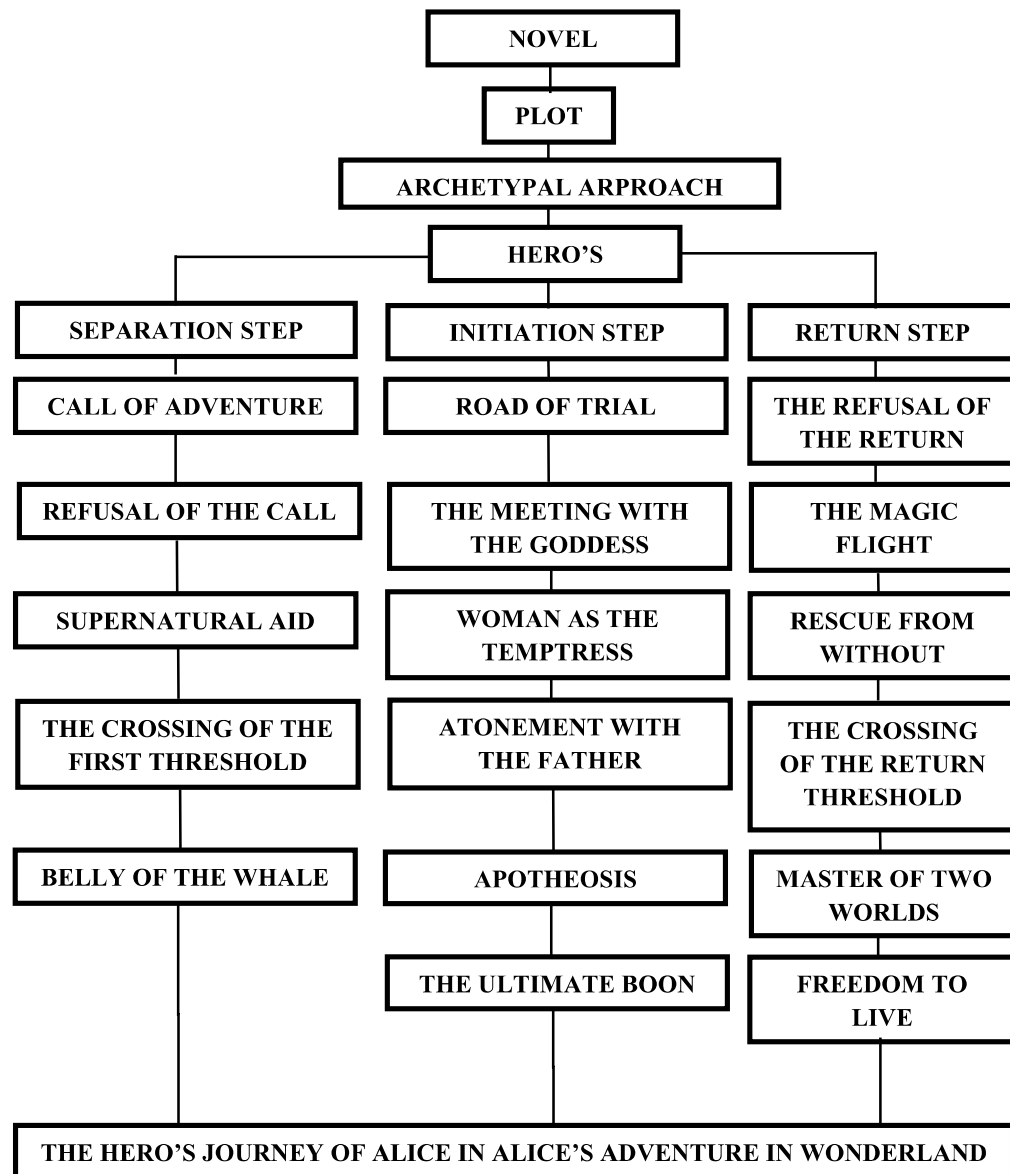 NOVEL
PLOT
ARCHETYPAL ARPROACH
HERO'S
SEPARATION STEP
CALL OF ADVENTURE
REFUSAL OF THE CALL
SUPERNATURAL AID
THE CROSSING OF THE
FIRST THRESHOLD
BELLY OF THE WHALE
INITIATION STEP
ROAD OF TRIAL
THE MEETING WITH
THE GODDESS
WOMAN AS THE
TEMPTRESS
ATONEMENT WITH
THE FATHER
APOTHEOSIS
THE ULTIMATE BOON
RETURN STEP
THE REFUSAL OF
THE RETURN
THE MAGIC
FLIGHT
RESCUE FROM
WITHOUT
THE CROSSING
OF THE RETURN
THRESHOLD
MASTER OF TWO
WORLDS
FREEDOM TO
LIVE
THE HERO'S JOURNEY OF ALICE IN ALICE'S ADVENTURE IN WONDERLAND